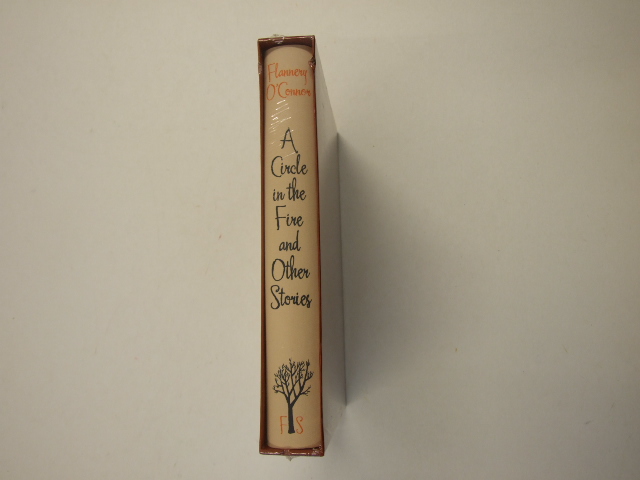 Flannery
O'Connor
A
Circle
in the
Fire
and
Other
Stories
FS